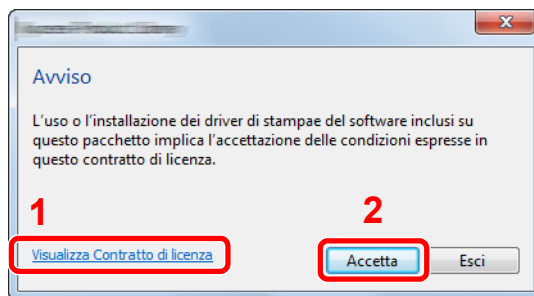 Avviso
L'uso o l'installazione dei driver di stampae del software inclusi su
questo pacchetto implica l'accettazione delle condizioni espresse in
questo contratto di licenza.
1
2
Visualizza Contratto di licenza
Accetta
Esci